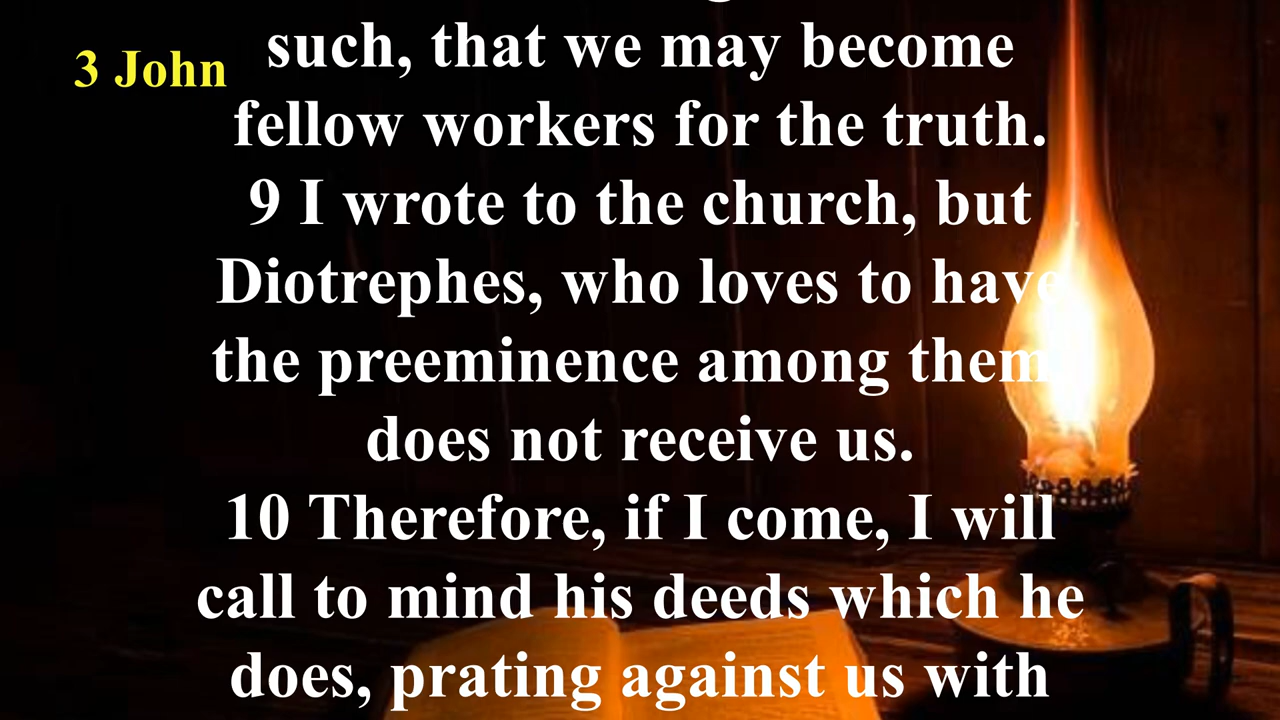 3 John
such, that we may become
fellow workers for the truth.
9 I wrote to the church, but
Diotrephes, who loves to have
the preeminence among them,
does not receive us.
10 Therefore, if I come, I will
call to mind his deeds which he
does, prating against us with